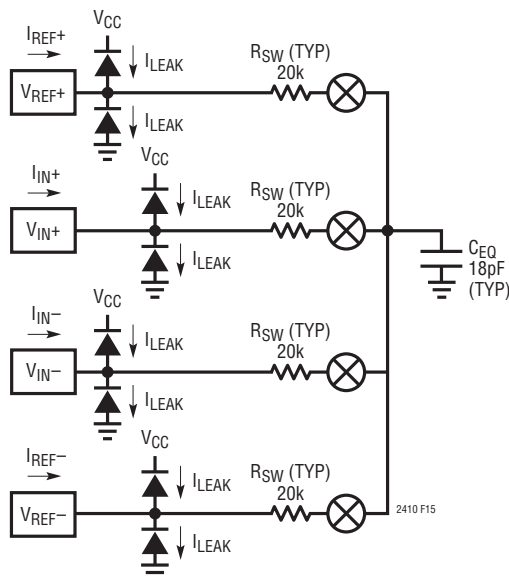 VCC
IREF+
ILEAK
RSW (TYP)
20k
VREF+
ILEAK
VCC
IIN+
ILEAK
RSW (TYP)
20k
VIN+
ILEAK
CEQ
18pF
(TYP)
VCC
IIN–
ILEAK
RSW (TYP)
20k
VIN–
ILEAK
VCC
IREF–
ILEAK
RSW (TYP)
20k
VREF–
2410 F15
ILEAK